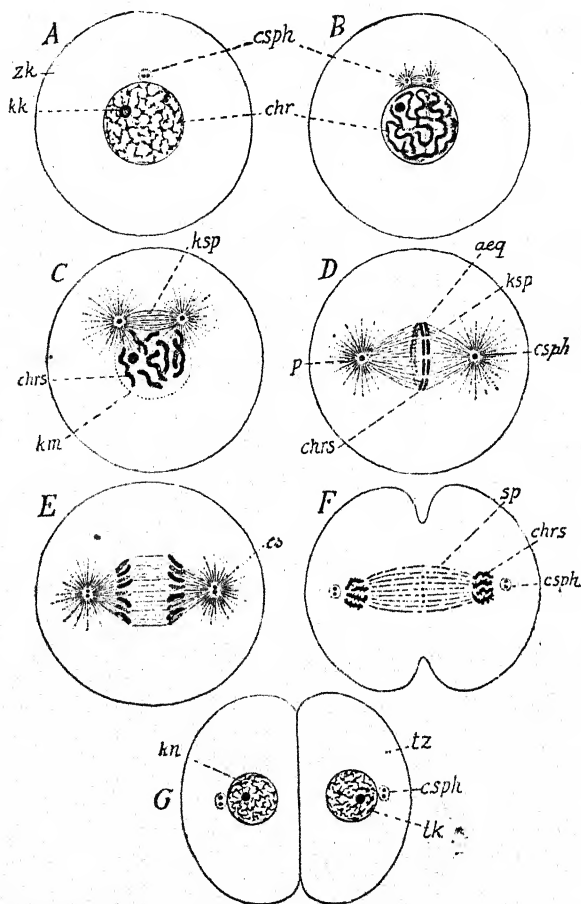 A csph B
zk
kk chr
C ksp D aeq
ksp
p csph
chrs
km chrs
E F sp
cs chrs
csph
kn tz
G csph
tk